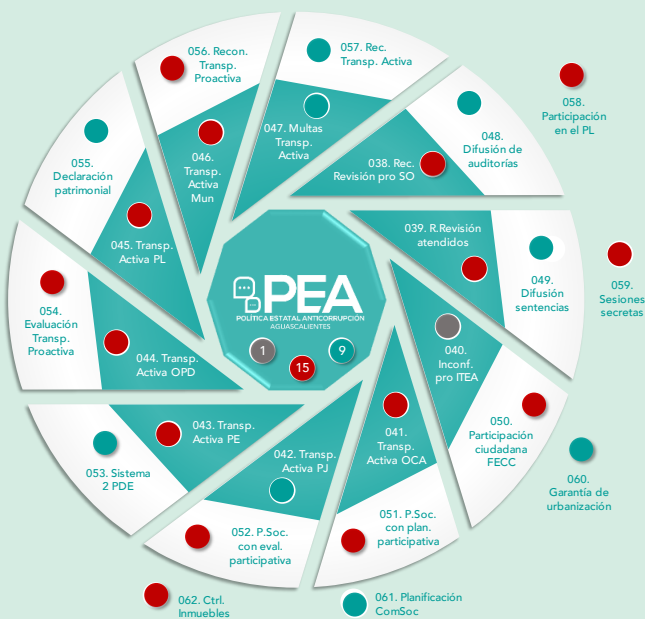 056. Recon.
Transp.
Proactiva
057. Rec.
Transp. Activa
058.
Participación
en el PL
048.
Difusión de
auditorías
047. Multas
Transp.
Activa
046.
Transp.
Activa
Mun
038. Rec.
Revisión pro SO
055.
Declaración
patrimonial
045. Transp.
Activa PL
039. R.Revisión
atendidos
049.
Difusión
sentencias
059.
Sesiones
secretas
PEA
POLÍTICA ESTATAL ANTICORRUPCIÓN
AGUASCALIENTES
1
15
9
054.
Evaluación
Transp.
Proactiva
044. Transp.
Activa OPD
040.
Inconf.
pro ITEA
050.
Participación
ciudadana
FECC
043. Transp.
Activa PE
042. Transp.
Activa PJ
041.
Transp.
Activa OCA
053. Sistema
2 PDE
060.
Garantía de
urbanización
052. P.Soc.
con eval.
participativa
051. P.Soc.
con plan.
participativa
062. Ctrl.
Inmuebles
061. Planificación
ComSoc